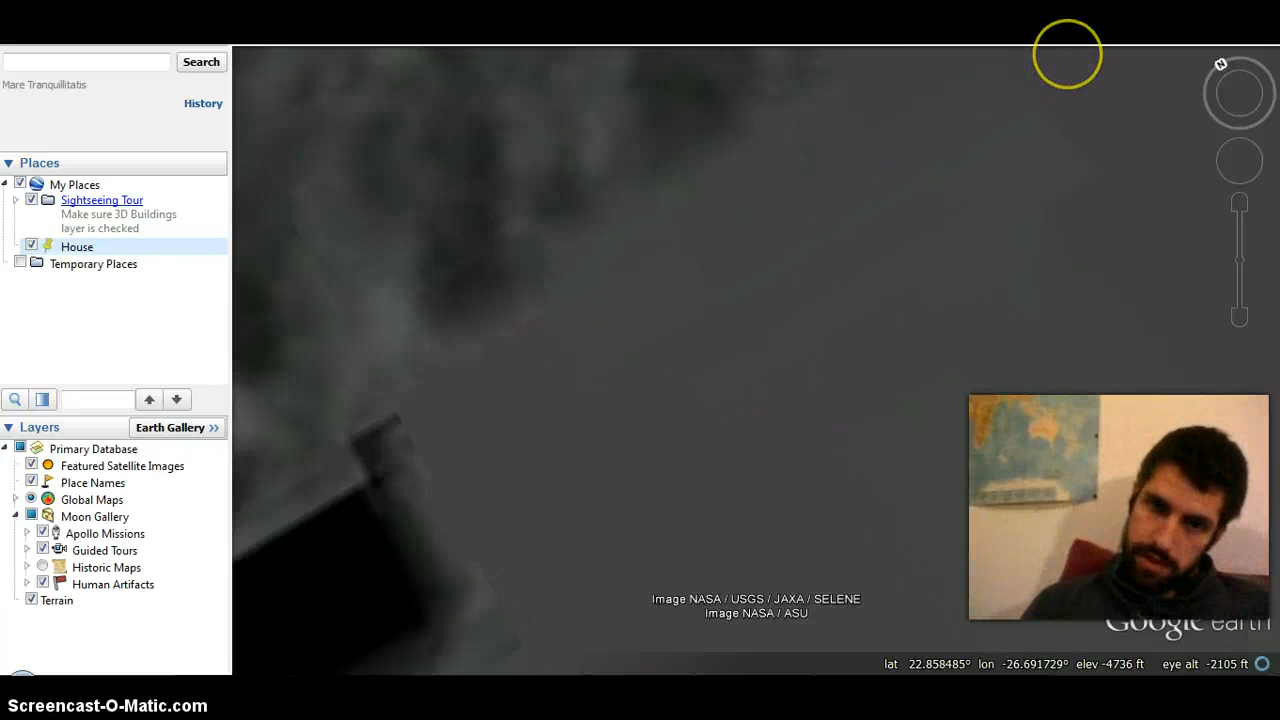 Search
Mare Tranquillitatis
History
Places
My Places
Sightseeing Tour
Make sure 3D Buildings
layer is checked
House
Temporary Places
Layers
Earth Gallery >>
Primary Database
Featured Satellite Images
Place Names
Global Maps
Moon Gallery
Apollo Missions
Guided Tours
Historic Maps
Human Artifacts
Terrain
N
Image NASA / USGS / JAXA / SELENE
Image NASA / ASU
Google earth
lat 22.858485° lon -26.691729° elev -4736 ft eye alt -2105 ft
Screencast-O-Matic.com